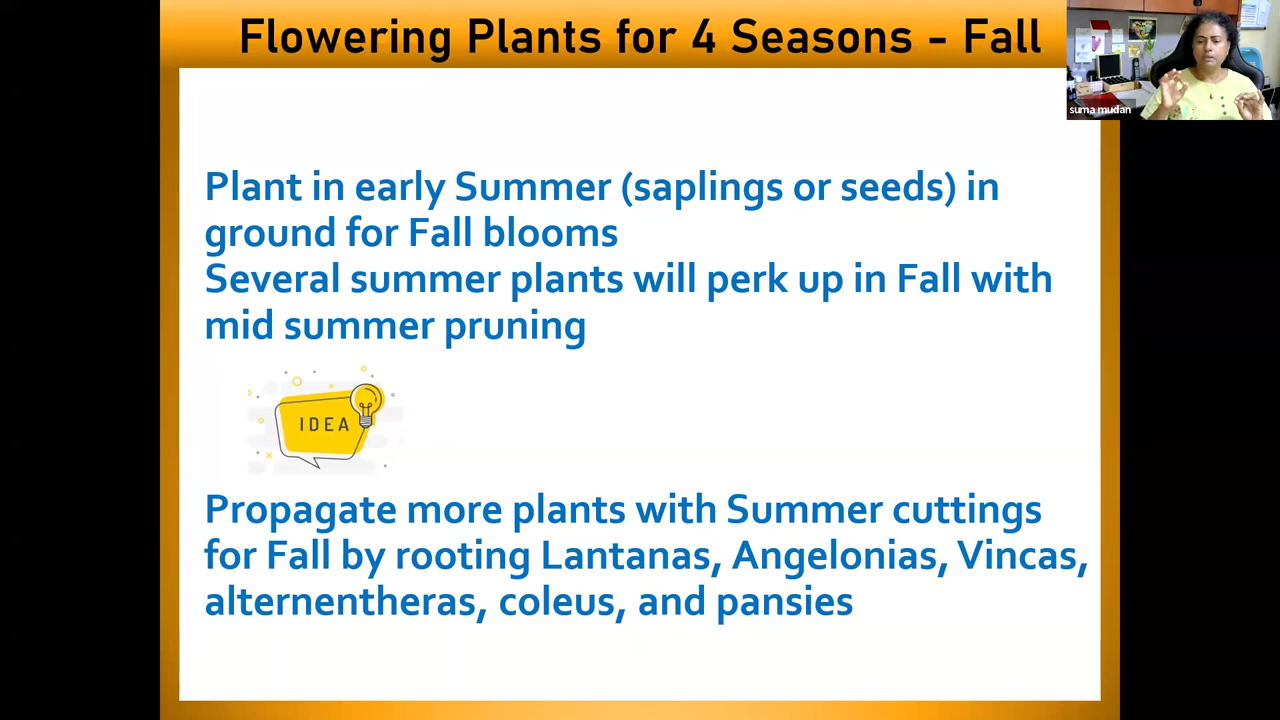 Flowering Plants for 4 Seasons - Fall
suma mudan
Plant in early Summer (saplings or seeds) in
ground for Fall blooms
Several summer plants will perk up in Fall with
mid summer pruning
IDEA
Propagate more plants with Summer cuttings
for Fall by rooting Lantanas, Angelonias, Vincas,
alternentheras, coleus, and pansies